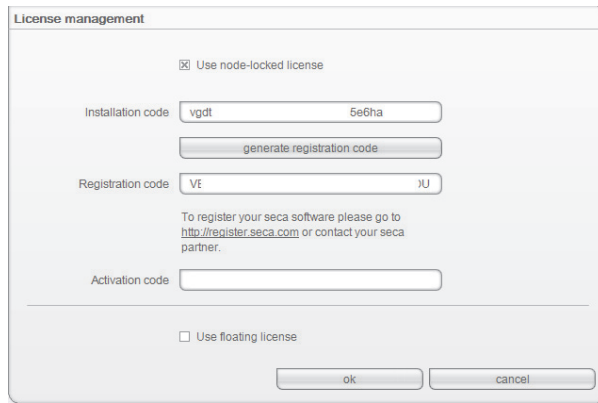 License management
Use node-locked license
Installation code vgdt 5e6ha
generate registration code
Registration code VE OU
To register your seca software please go to
http://register.seca.com or contact your seca
partner.
Activation code
Use floating license
ok cancel